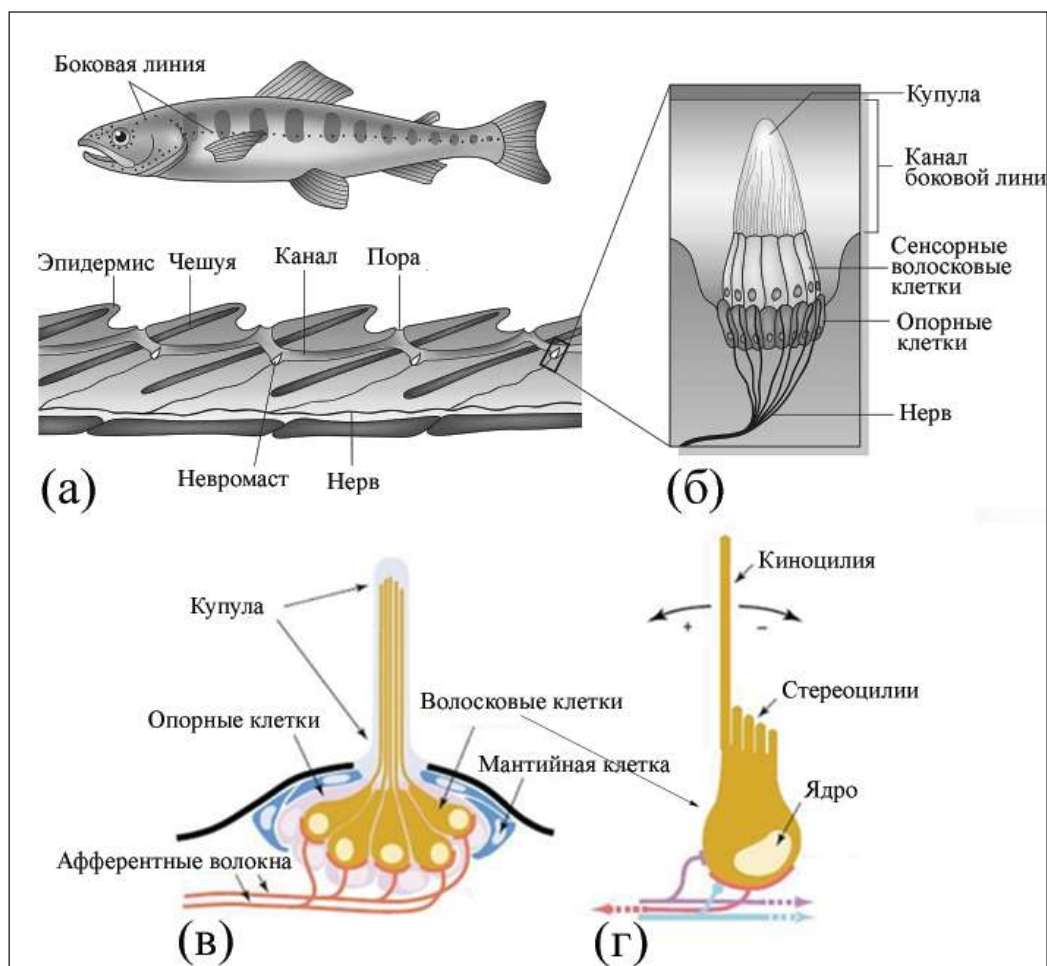 Боковая линия
Эпидермис Чешуя Канал Пора
Невромаст Нерв
(а)
Купула
Канал
боковой лини
Сенсорные
волосковые
клетки
Опорные
клетки
Нерв
(б)
Купула
Опорные клетки
Волосковые клетки
Мантийная клетка
Афферентные волокна
(в)
Киноцилия
+ –
Стереоцилии
Ядро
(г)